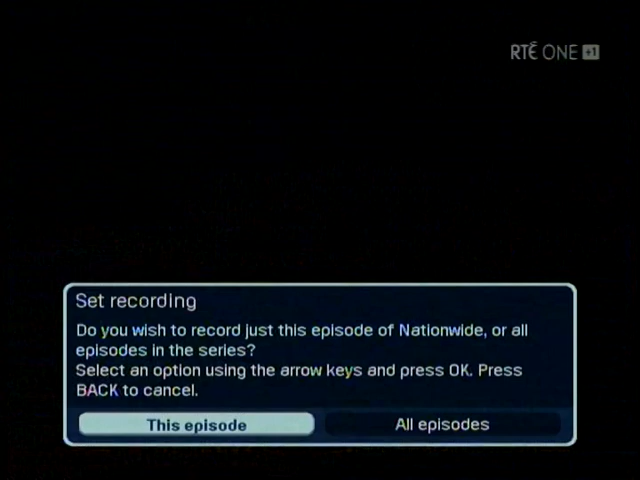 RTÉ ONE +1
Set recording
Do you wish to record just this episode of Nationwide, or all
episodes in the series?
Select an option using the arrow keys and press OK. Press
BACK to cancel.
This episode
All episodes